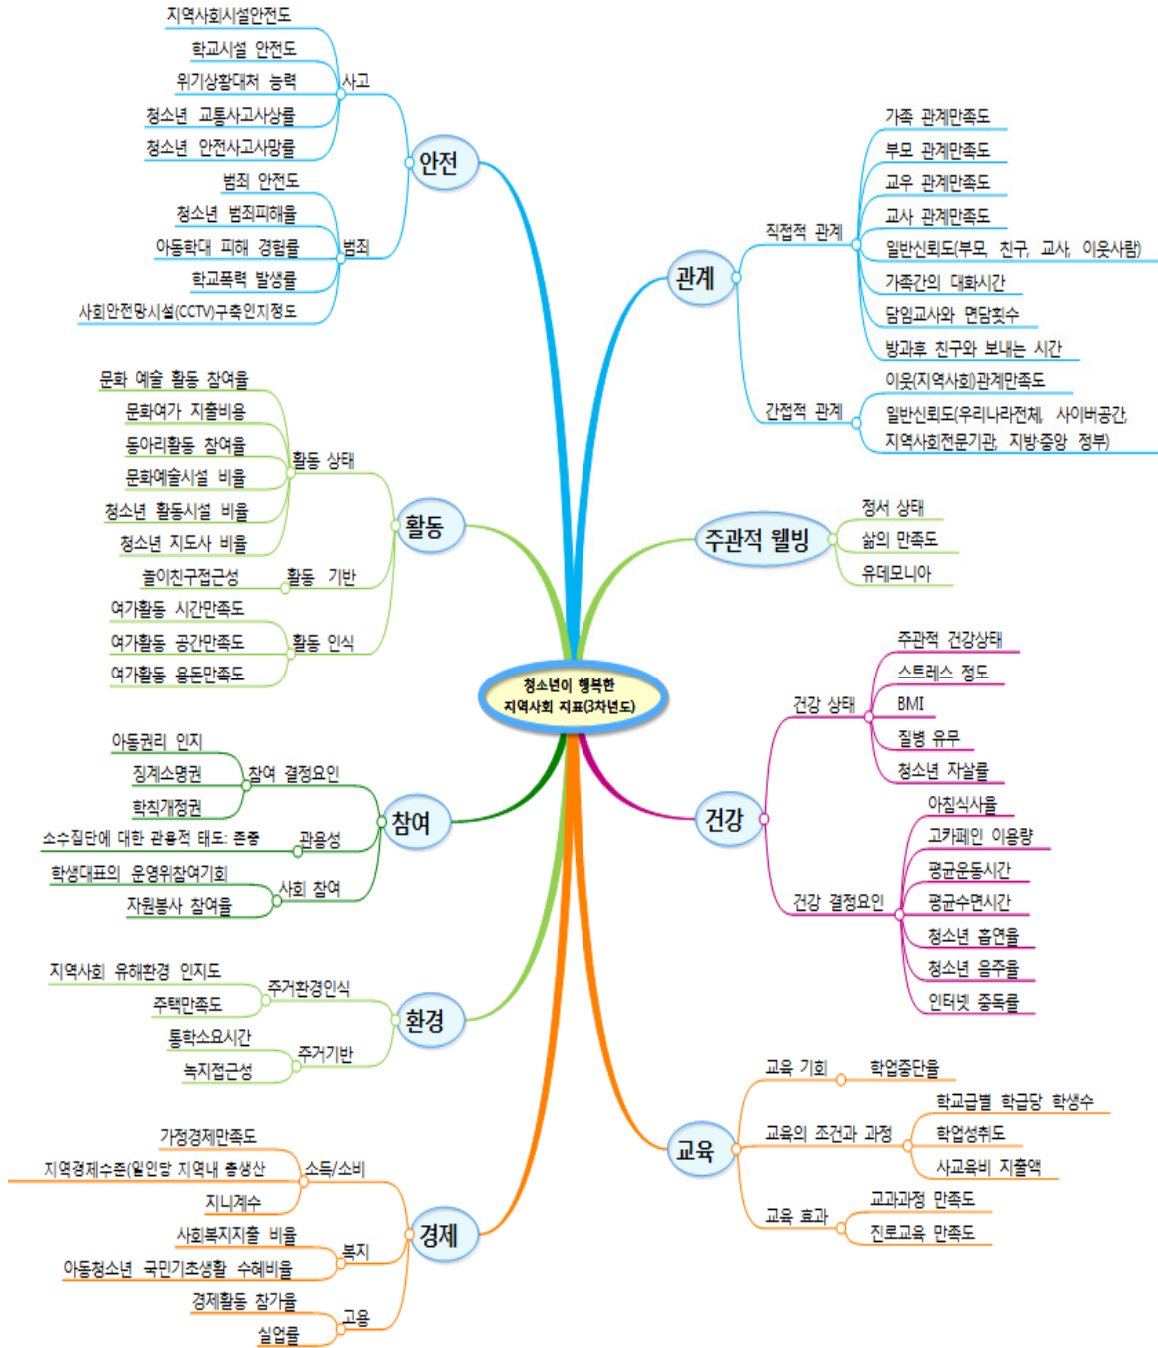 청소년이 행복한
지역사회 지표(3차년도)
안전
사고
지역사회시설안전도
학교시설 안전도
위기상황대처 능력
청소년 교통사고사상률
청소년 안전사고사망률
범죄
범죄 안전도
청소년 범죄피해율
아동학대 피해 경험률
학교폭력 발생률
사회안전망시설(CCTV)구축인지정도
활동
활동 상태
문화 예술 활동 참여율
문화여가 지출비용
동아리활동 참여율
문화예술시설 비율
청소년 활동시설 비율
청소년 지도사 비율
활동 기반
놀이친구접근성
활동 인식
여가활동 시간만족도
여가활동 공간만족도
여가활동 용돈만족도
참여
참여 결정요인
아동권리 인지
징계소명권
학칙개정권
관용성
소수집단에 대한 관용적 태도: 존중
사회 참여
학생대표의 운영위참여기회
자원봉사 참여율
환경
주거환경인식
지역사회 유해환경 인지도
주택만족도
주거기반
통학소요시간
녹지접근성
경제
소득/소비
가정경제만족도
지역경제수준(일인당 지역내 총생산
지니계수
복지
사회복지지출 비율
아동청소년 국민기초생활 수혜비율
고용
경제활동 참가율
실업률
관계
직접적 관계
가족 관계만족도
부모 관계만족도
교우 관계만족도
교사 관계만족도
일반신뢰도(부모, 친구, 교사, 이웃사람)
가족간의 대화시간
담임교사와 면담횟수
방과후 친구와 보내는 시간
간접적 관계
이웃(지역사회)관계만족도
일반신뢰도(우리나라전체, 사이버공간,
지역사회전문기관, 지방·중앙 정부)
주관적 웰빙
정서 상태
삶의 만족도
유데모니아
건강
건강 상태
주관적 건강상태
스트레스 정도
BMI
질병 유무
청소년 자살률
건강 결정요인
아침식사율
고카페인 이용량
평균운동시간
평균수면시간
청소년 흡연율
청소년 음주율
인터넷 중독률
교육
교육 기회
학업중단율
교육의 조건과 과정
학교급별 학급당 학생수
학업성취도
사교육비 지출액
교육 효과
교과과정 만족도
진로교육 만족도